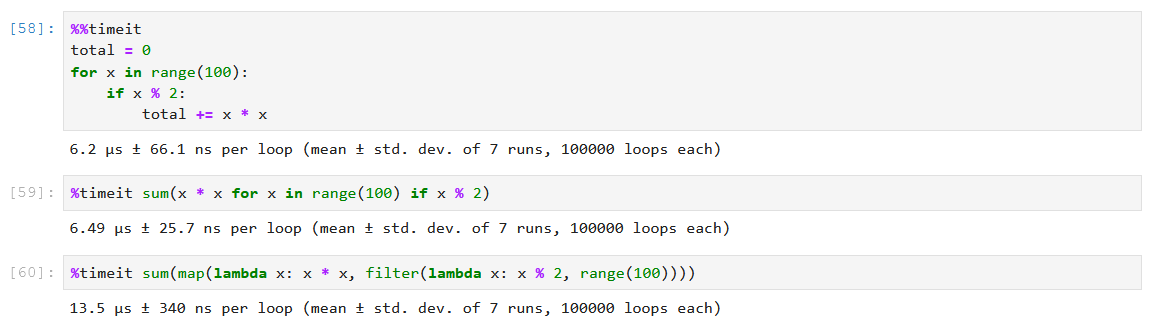 [58]: %%timeit
total = 0
for x in range(100):
    if x % 2:
        total += x * x
6.2 µs ± 66.1 ns per loop (mean ± std. dev. of 7 runs, 100000 loops each)
[59]: %timeit sum(x * x for x in range(100) if x % 2)
6.49 µs ± 25.7 ns per loop (mean ± std. dev. of 7 runs, 100000 loops each)
[60]: %timeit sum(map(lambda x: x * x, filter(lambda x: x % 2, range(100))))
13.5 µs ± 340 ns per loop (mean ± std. dev. of 7 runs, 100000 loops each)